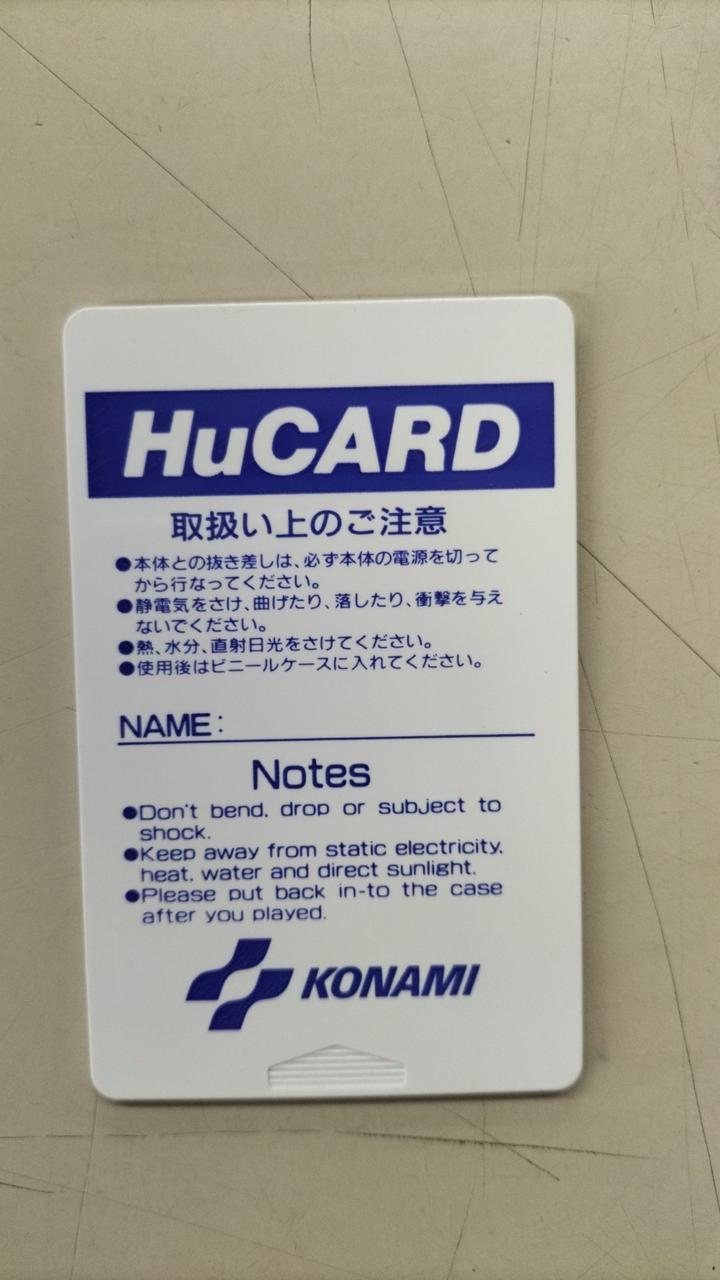 HuCARD
取扱い上のご注意
●本体との抜き差しは、必ず本体の電源を切って
から行なってください。
●静電気をさけ、曲げたり、落したり、衝撃を与え
ないでください。
●熱、水分、直射日光をさけてください。
●使用後はビニールケースに入れてください。
NAME:
Notes
●Don't bend, drop or subject to
shock.
●Keep away from static electricity,
heat, water and direct sunlight.
●Please put back in-to the case
after you played.
KONAMI